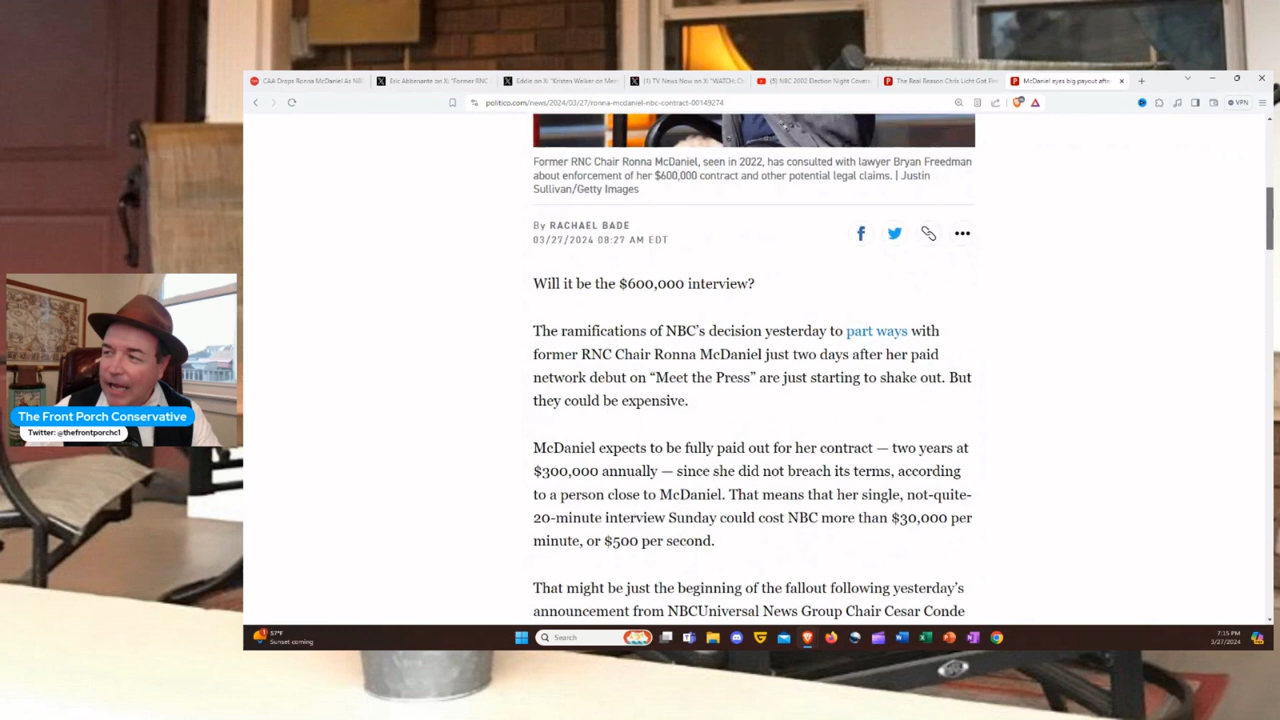 CAA Drops Ronna McDaniel As NB
Eric Abbenante on X: "Former RNC
Eddie on X: "Kristen Welker on Mee
(1) TV News Now on X: "WATCH: C
(5) NBC 2002 Election Night Covera
The Real Reason Chris Licht Got Fire
McDaniel eyes big payout after
politico.com/news/2024/03/27/ronna-mcdaniel-nbc-contract-00149274
VPN
Former RNC Chair Ronna McDaniel, seen in 2022, has consulted with lawyer Bryan Freedman
about enforcement of her $600,000 contract and other potential legal claims. | Justin
Sullivan/Getty Images
By RACHAEL BADE
03/27/2024 08:27 AM EDT
Will it be the $600,000 interview?
The ramifications of NBC's decision yesterday to part ways with
former RNC Chair Ronna McDaniel just two days after her paid
network debut on “Meet the Press” are just starting to shake out. But
they could be expensive.
McDaniel expects to be fully paid out for her contract — two years at
$300,000 annually — since she did not breach its terms, according
to a person close to McDaniel. That means that her single, not-quite-
20-minute interview Sunday could cost NBC more than $30,000 per
minute, or $500 per second.
That might be just the beginning of the fallout following yesterday's
announcement from NBCUniversal News Group Chair Cesar Conde
The Front Porch Conservative
Twitter: @thefrontporchc1
57°F
Sunset coming
Search
7:15 PM
3/27/2024